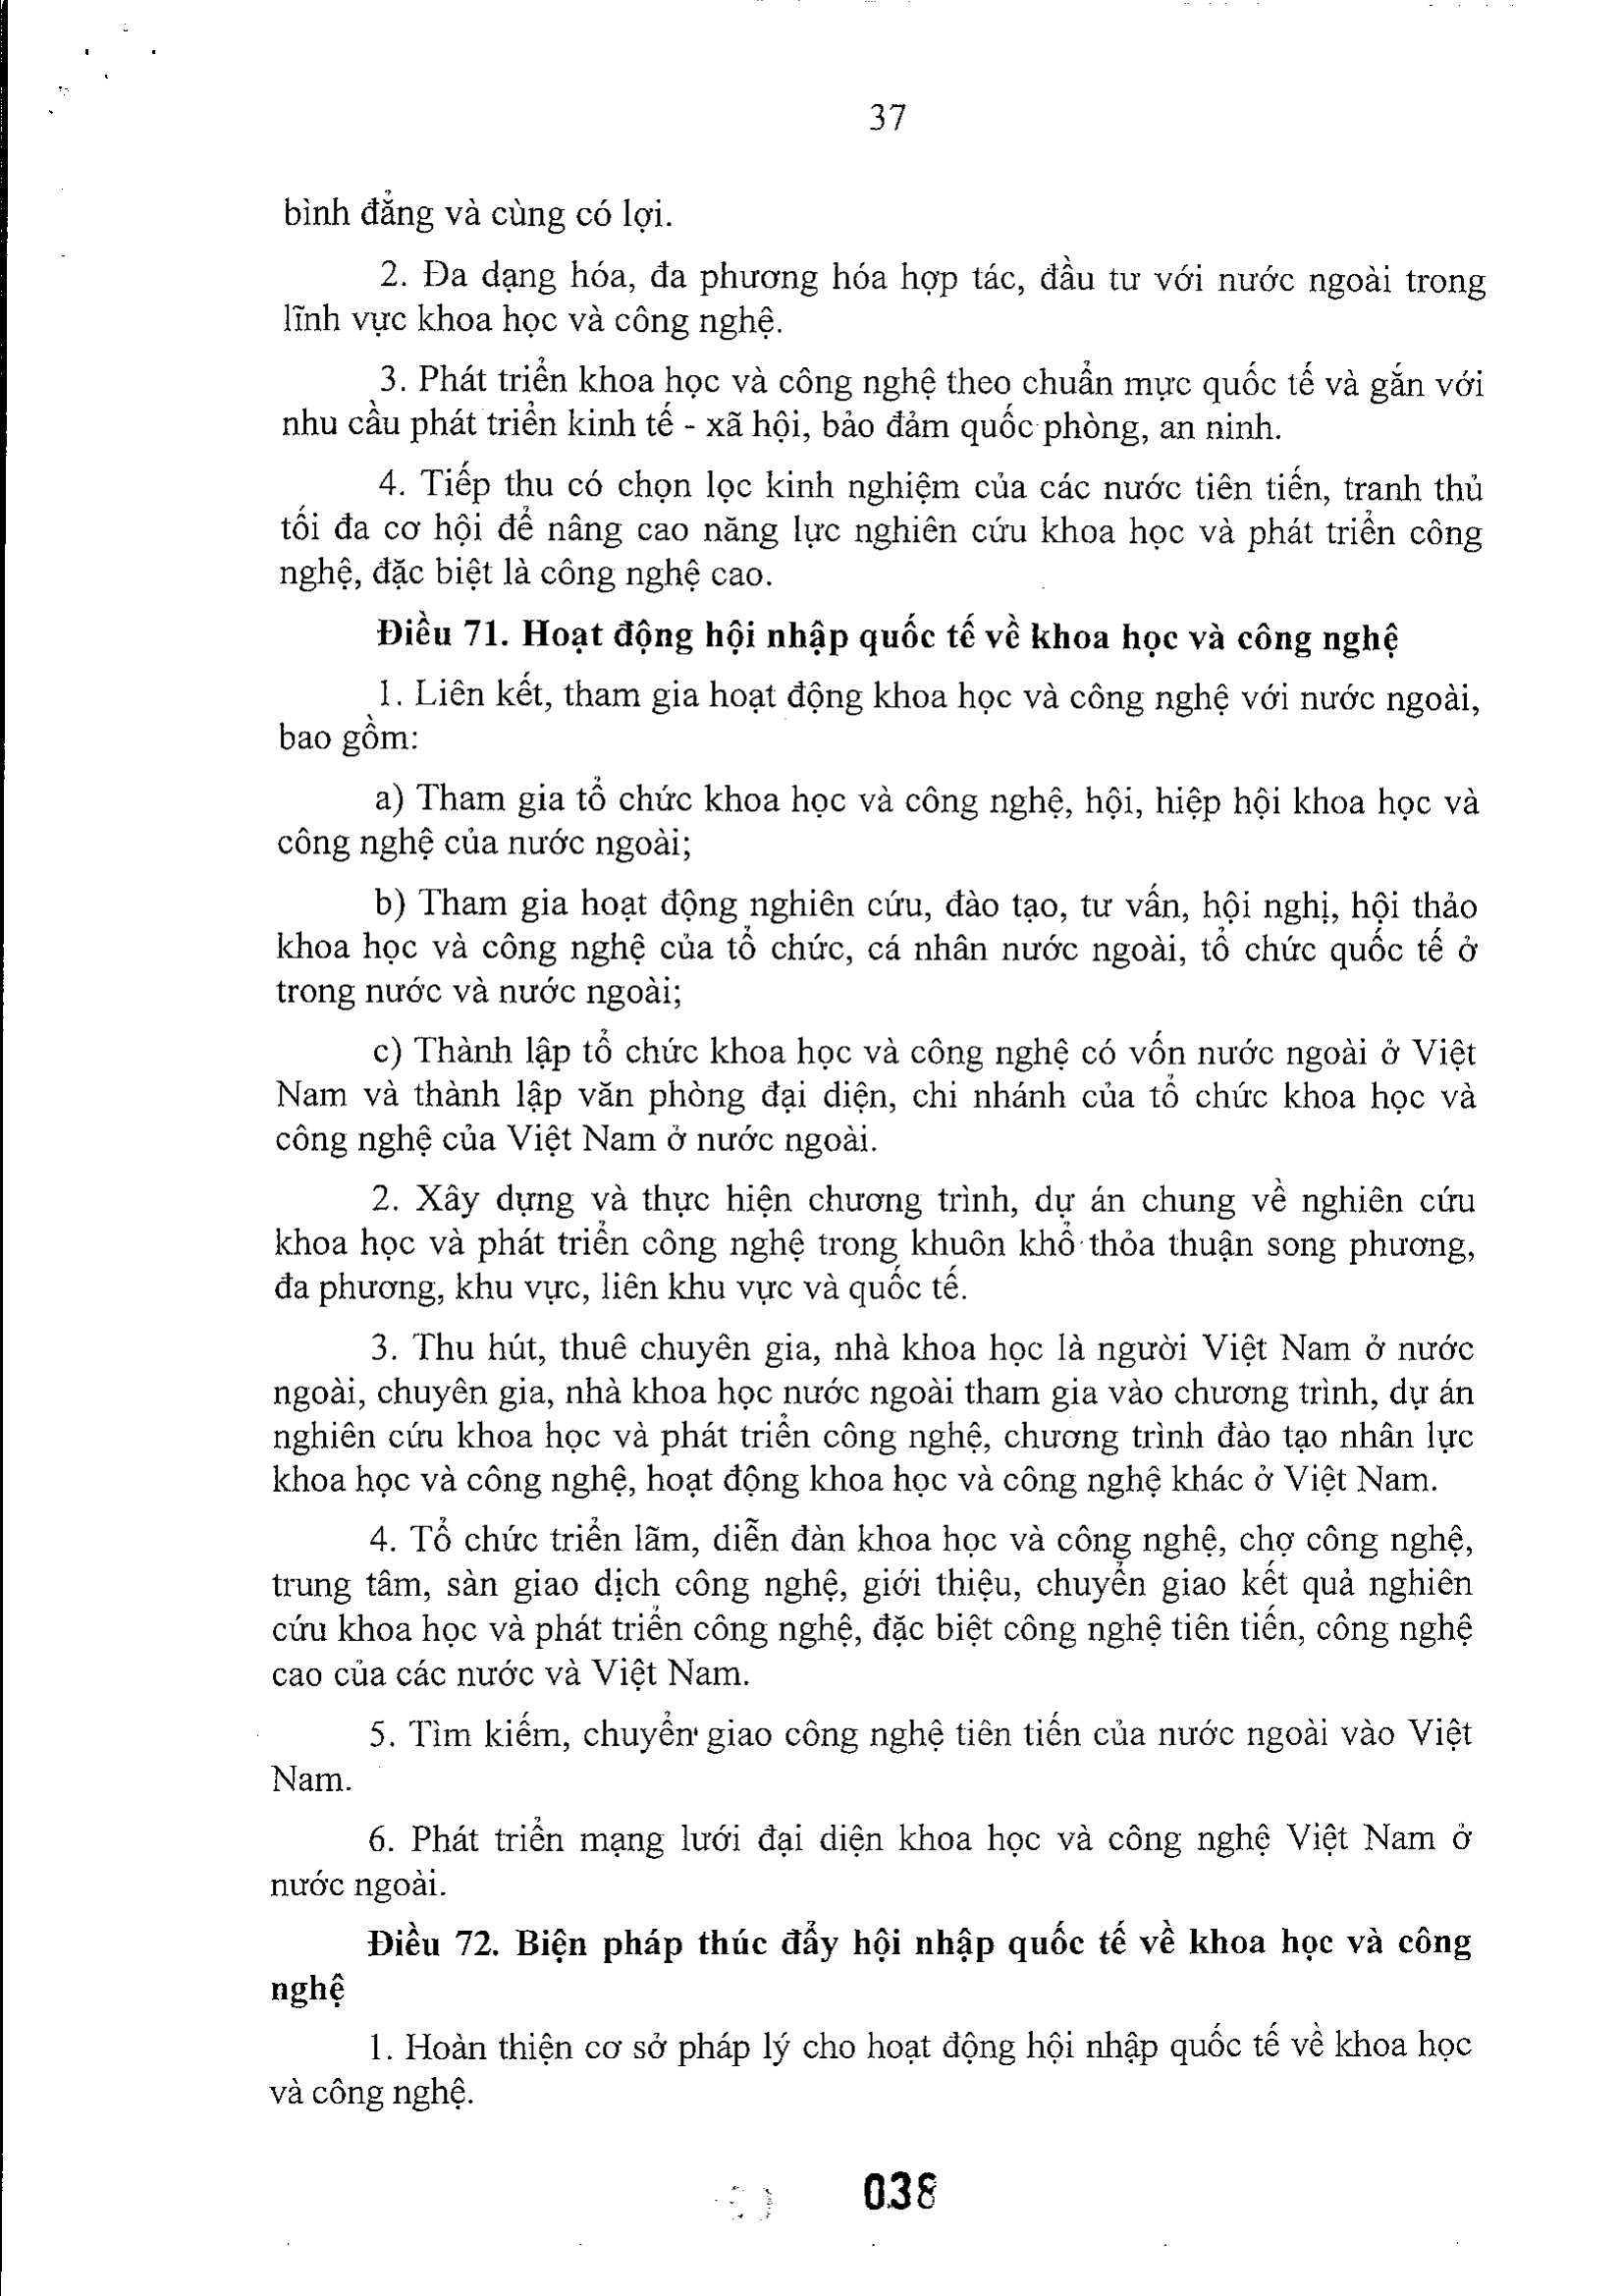 37
bình đẳng và cùng có lợi.
2. Đa dạng hóa, đa phương hóa hợp tác, đầu tư với nước ngoài trong
lĩnh vực khoa học và công nghệ.
3. Phát triển khoa học và công nghệ theo chuẩn mực quốc tế và gắn với
nhu cầu phát triển kinh tế - xã hội, bảo đảm quốc phòng, an ninh.
4. Tiếp thu có chọn lọc kinh nghiệm của các nước tiên tiến, tranh thủ
tối đa cơ hội để nâng cao năng lực nghiên cứu khoa học và phát triển công
nghệ, đặc biệt là công nghệ cao.
Điều 71. Hoạt động hội nhập quốc tế về khoa học và công nghệ
1. Liên kết, tham gia hoạt động khoa học và công nghệ với nước ngoài,
bao gồm:
a) Tham gia tổ chức khoa học và công nghệ, hội, hiệp hội khoa học và
công nghệ của nước ngoài;
b) Tham gia hoạt động nghiên cứu, đào tạo, tư vấn, hội nghị, hội thảo
khoa học và công nghệ của tổ chức, cá nhân nước ngoài, tổ chức quốc tế ở
trong nước và nước ngoài;
c) Thành lập tổ chức khoa học và công nghệ có vốn nước ngoài ở Việt
Nam và thành lập văn phòng đại diện, chi nhánh của tổ chức khoa học và
công nghệ của Việt Nam ở nước ngoài.
2. Xây dựng và thực hiện chương trình, dự án chung về nghiên cứu
khoa học và phát triển công nghệ trong khuôn khổ thỏa thuận song phương,
đa phương, khu vực, liên khu vực và quốc tế.
3. Thu hút, thuê chuyên gia, nhà khoa học là người Việt Nam ở nước
ngoài, chuyên gia, nhà khoa học nước ngoài tham gia vào chương trình, dự án
nghiên cứu khoa học và phát triển công nghệ, chương trình đào tạo nhân lực
khoa học và công nghệ, hoạt động khoa học và công nghệ khác ở Việt Nam.
4. Tổ chức triển lãm, diễn đàn khoa học và công nghệ, chợ công nghệ,
trung tâm, sàn giao dịch công nghệ, giới thiệu, chuyển giao kết quả nghiên
cứu khoa học và phát triển công nghệ, đặc biệt công nghệ tiên tiến, công nghệ
cao của các nước và Việt Nam.
5. Tìm kiếm, chuyển giao công nghệ tiên tiến của nước ngoài vào Việt
Nam.
6. Phát triển mạng lưới đại diện khoa học và công nghệ Việt Nam ở
nước ngoài.
Điều 72. Biện pháp thúc đẩy hội nhập quốc tế về khoa học và công
nghệ
1. Hoàn thiện cơ sở pháp lý cho hoạt động hội nhập quốc tế về khoa học
và công nghệ.
038